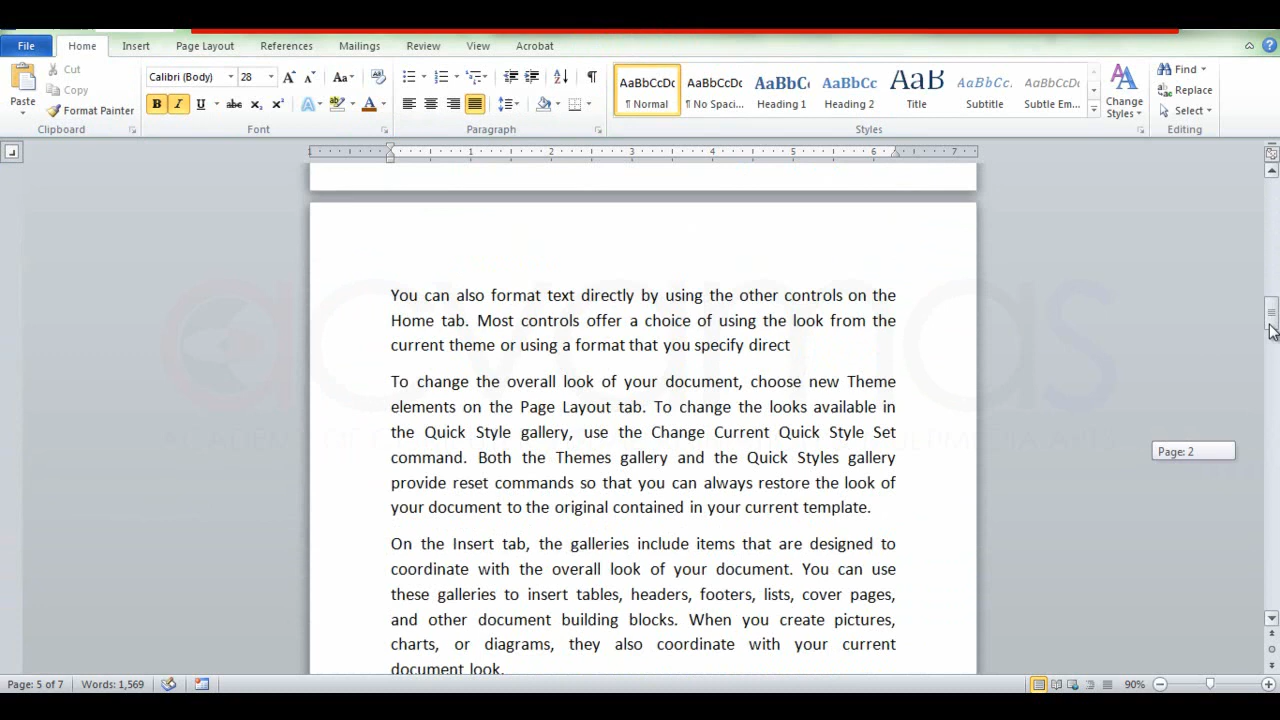 File Home Insert Page Layout References Mailings Review View Acrobat
Paste
Cut
Copy
Format Painter
Clipboard
Calibri (Body) 28
Font
Paragraph
AaBbCcDc AaBbCcDc AaBbC AaBbCc AaB AaBbCc. AaBbCcDc
¶ Normal ¶ No Spaci... Heading 1 Heading 2 Title Subtitle Subtle Em...
Styles
Change
Styles
Find
Replace
Select
Editing
1 1 2 3 4 5 6 7
You can also format text directly by using the other controls on the
Home tab. Most controls offer a choice of using the look from the
current theme or using a format that you specify direct
To change the overall look of your document, choose new Theme
elements on the Page Layout tab. To change the looks available in
the Quick Style gallery, use the Change Current Quick Style Set
command. Both the Themes gallery and the Quick Styles gallery
provide reset commands so that you can always restore the look of
your document to the original contained in your current template.
On the Insert tab, the galleries include items that are designed to
coordinate with the overall look of your document. You can use
these galleries to insert tables, headers, footers, lists, cover pages,
and other document building blocks. When you create pictures,
charts, or diagrams, they also coordinate with your current
document look.
Page: 2
Page: 5 of 7 Words: 1,569 90%